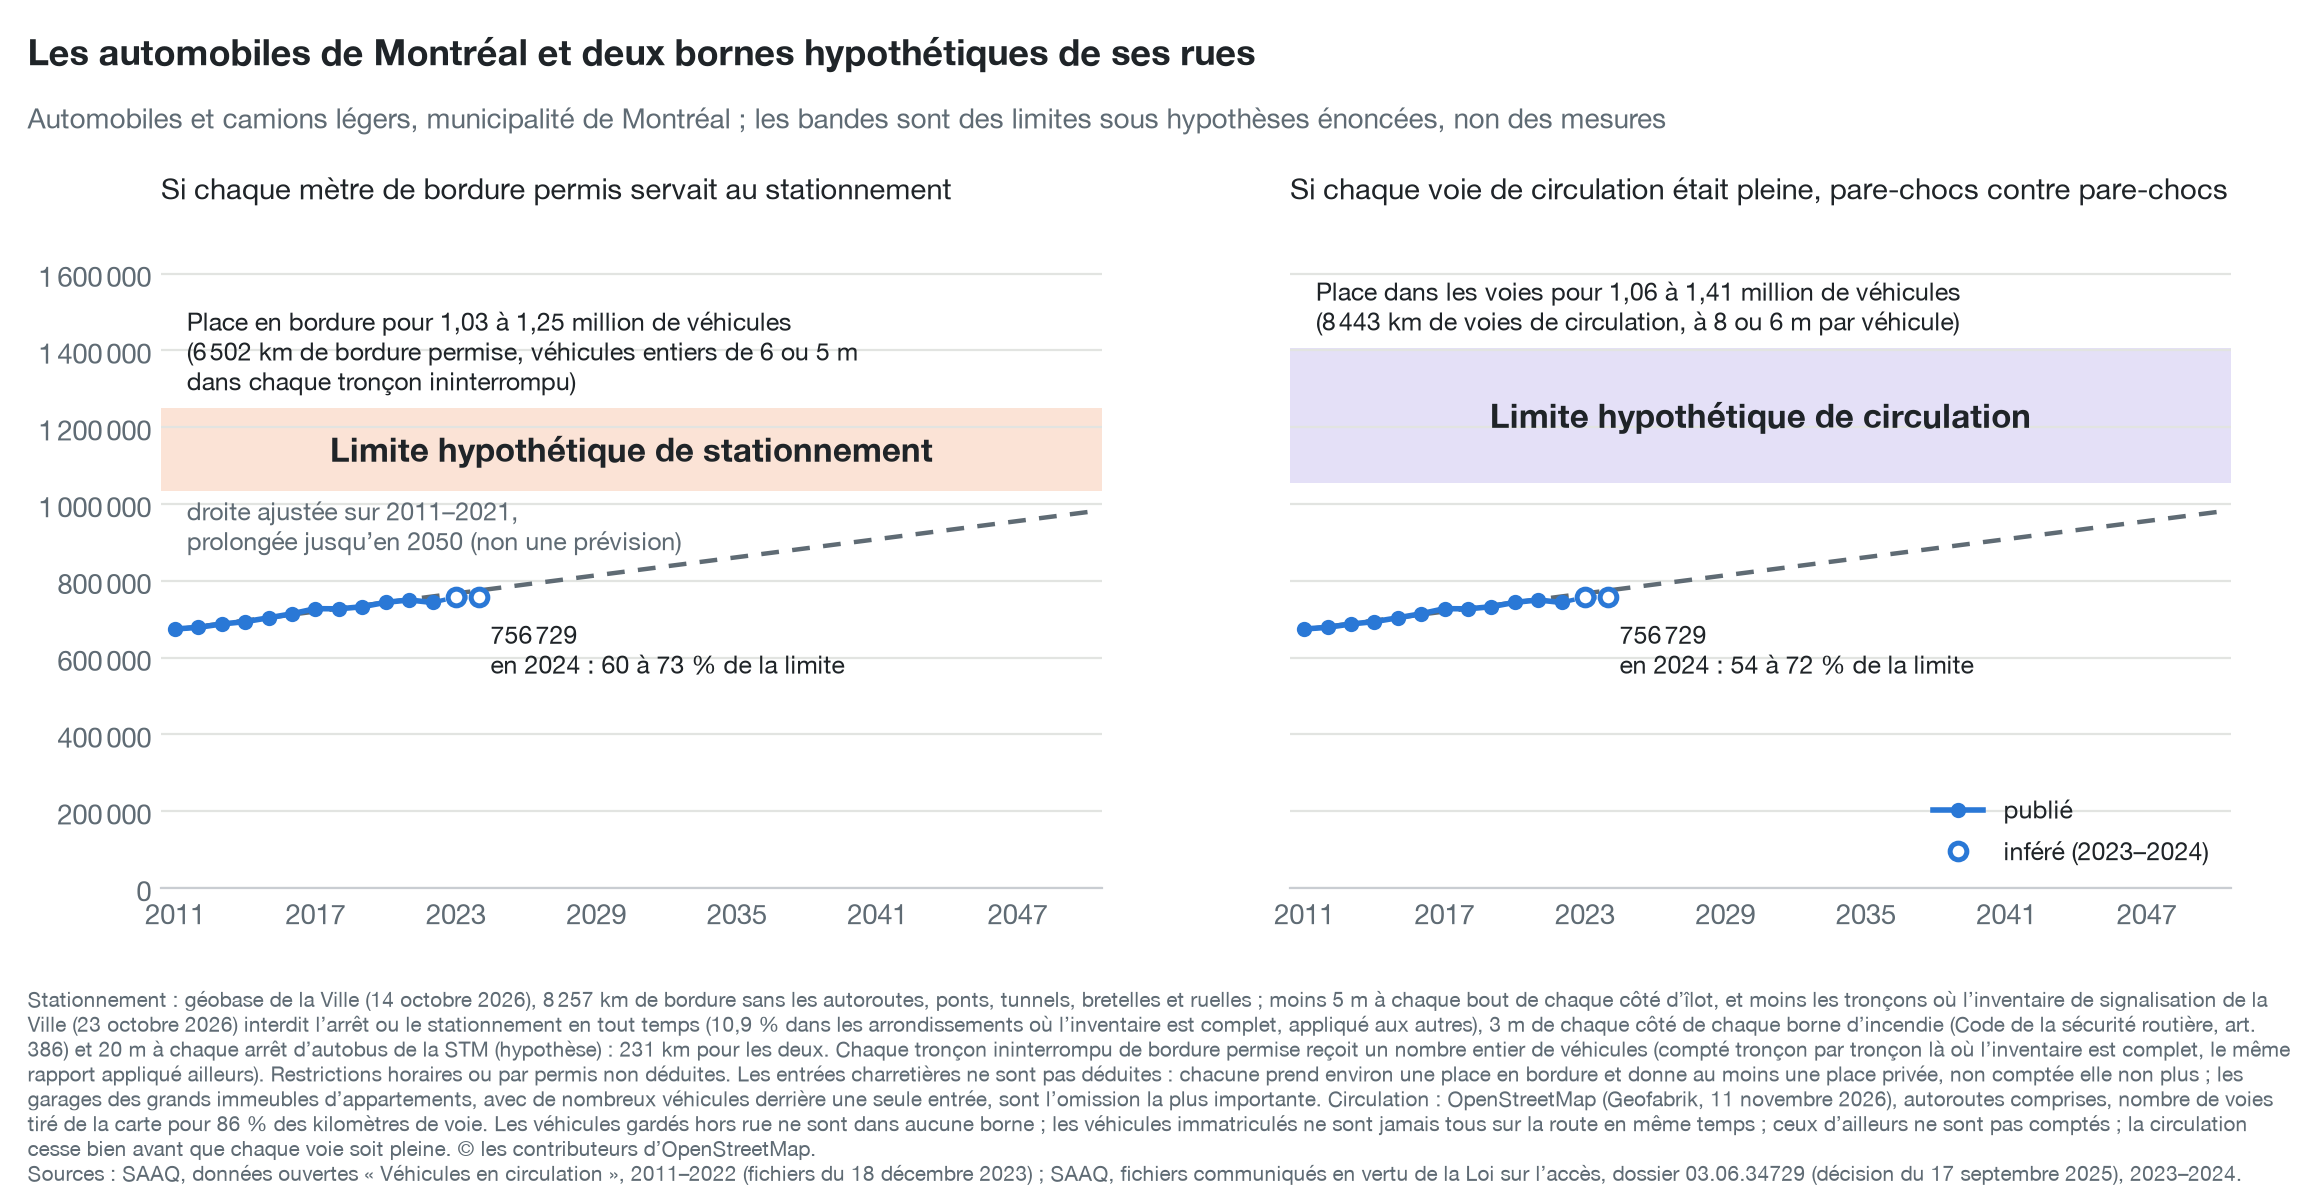 Les automobiles de Montréal et deux bornes hypothétiques de ses rues
Automobiles et camions légers, municipalité de Montréal ; les bandes sont des limites sous hypothèses énoncées, non des mesures
Si chaque mètre de bordure permis servait au stationnement
1 600 000
1 400 000
1 200 000
1 000 000
800 000
600 000
400 000
200 000
0
Place en bordure pour 1,03 à 1,25 million de véhicules
(6 502 km de bordure permise, véhicules entiers de 6 ou 5 m
dans chaque tronçon ininterrompu)
Limite hypothétique de stationnement
droite ajustée sur 2011–2021,
prolongée jusqu’en 2050 (non une prévision)
756 729
en 2024 : 60 à 73 % de la limite
2011 2017 2023 2029 2035 2041 2047
Si chaque voie de circulation était pleine, pare-chocs contre pare-chocs
Place dans les voies pour 1,06 à 1,41 million de véhicules
(8 443 km de voies de circulation, à 8 ou 6 m par véhicule)
Limite hypothétique de circulation
756 729
en 2024 : 54 à 72 % de la limite
publié
inféré (2023–2024)
2011 2017 2023 2029 2035 2041 2047
Stationnement : géobase de la Ville (14 octobre 2026), 8 257 km de bordure sans les autoroutes, ponts, tunnels, bretelles et ruelles ; moins 5 m à chaque bout de chaque côté d’îlot, et moins les tronçons où l’inventaire de signalisation de la
Ville (23 octobre 2026) interdit l’arrêt ou le stationnement en tout temps (10,9 % dans les arrondissements où l’inventaire est complet, appliqué aux autres), 3 m de chaque côté de chaque borne d’incendie (Code de la sécurité routière, art.
386) et 20 m à chaque arrêt d’autobus de la STM (hypothèse) : 231 km pour les deux. Chaque tronçon ininterrompu de bordure permise reçoit un nombre entier de véhicules (compté tronçon par tronçon là où l’inventaire est complet, le même
rapport appliqué ailleurs). Restrictions horaires ou par permis non déduites. Les entrées charretières ne sont pas déduites : chacune prend environ une place en bordure et donne au moins une place privée, non comptée elle non plus ; les
garages des grands immeubles d’appartements, avec de nombreux véhicules derrière une seule entrée, sont l’omission la plus importante. Circulation : OpenStreetMap (Geofabrik, 11 novembre 2026), autoroutes comprises, nombre de voies
tiré de la carte pour 86 % des kilomètres de voie. Les véhicules gardés hors rue ne sont dans aucune borne ; les véhicules immatriculés ne sont jamais tous sur la route en même temps ; ceux d’ailleurs ne sont pas comptés ; la circulation
cesse bien avant que chaque voie soit pleine. © les contributeurs d’OpenStreetMap.
Sources : SAAQ, données ouvertes « Véhicules en circulation », 2011–2022 (fichiers du 18 décembre 2023) ; SAAQ, fichiers communiqués en vertu de la Loi sur l’accès, dossier 03.06.34729 (décision du 17 septembre 2025), 2023–2024.